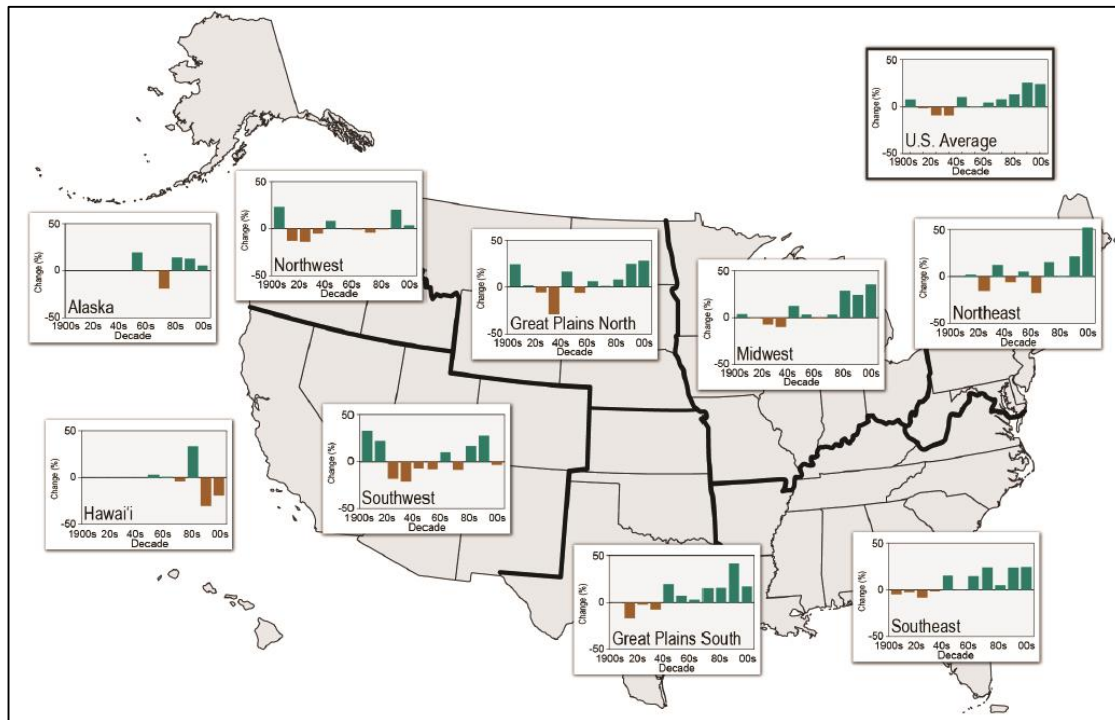 50
0
-50
Change (%)
U.S. Average
1900s 20s 40s 60s 80s 00s
Decade
50
0
-50
Change (%)
Northwest
1900s 20s 40s 60s 80s 00s
Decade
50
0
-50
Change (%)
Alaska
1900s 20s 40s 60s 80s 00s
Decade
50
0
-50
Change (%)
Great Plains North
1900s 20s 40s 60s 80s 00s
Decade
50
0
-50
Change (%)
Midwest
1900s 20s 40s 60s 80s 00s
Decade
50
0
-50
Change (%)
Northeast
1900s 20s 40s 60s 80s 00s
Decade
50
0
-50
Change (%)
Hawai'i
1900s 20s 40s 60s 80s 00s
Decade
50
0
-50
Change (%)
Southwest
1900s 20s 40s 60s 80s 00s
Decade
50
0
-50
Change (%)
Great Plains South
1900s 20s 40s 60s 80s 00s
Decade
50
0
-50
Change (%)
Southeast
1900s 20s 40s 60s 80s 00s
Decade